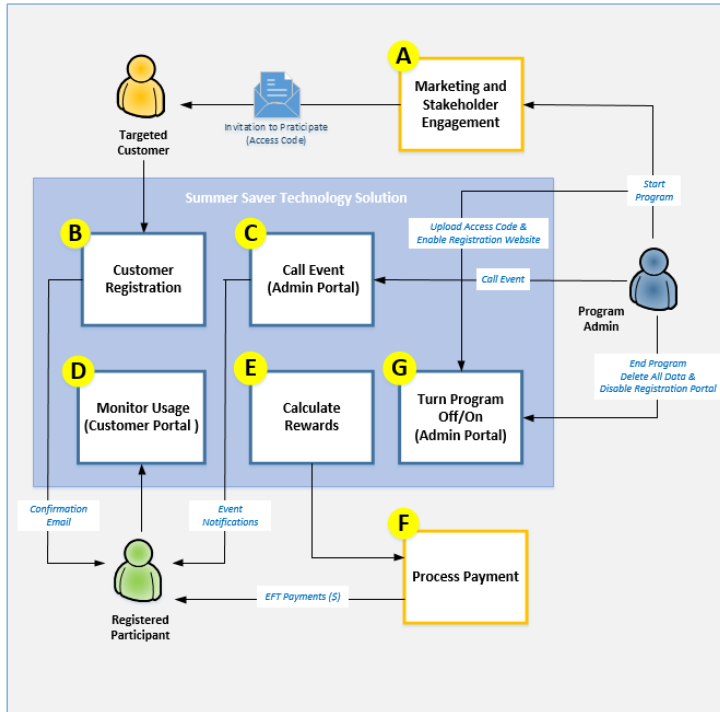 A
Marketing and
Stakeholder
Engagement
Invitation to Praticipate
(Access Code)
Targeted
Customer
Start
Program
Summer Saver Technology Solution
Upload Access Code &
Enable Registration Website
B
Customer
Registration
C
Call Event
(Admin Portal)
Call Event
Program
Admin
End Program
Delete All Data &
Disable Registration Portal
D
Monitor Usage
(Customer Portal )
E
Calculate
Rewards
G
Turn Program
Off/On
(Admin Portal)
Confirmation
Email
Event
Notifications
F
Process Payment
EFT Payments ($)
Registered
Participant